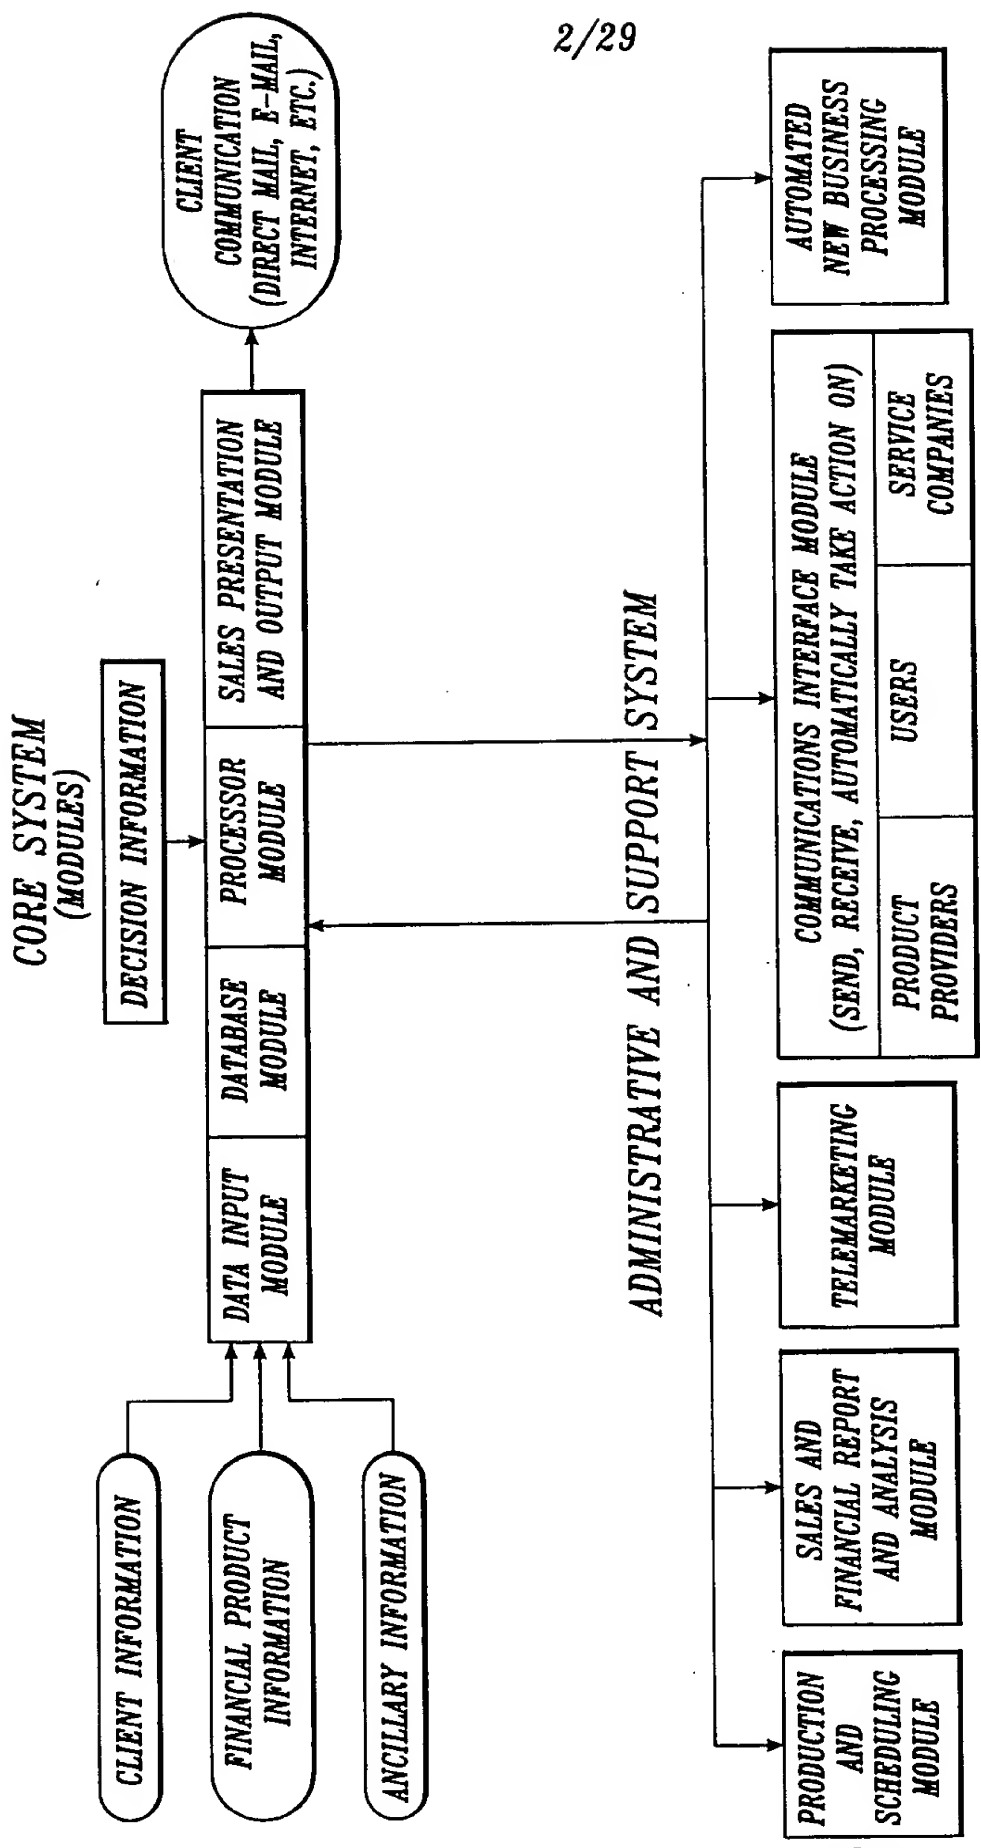 2/29
CORE SYSTEM
(MODULES)
DECISION INFORMATION
CLIENT INFORMATION
FINANCIAL PRODUCT
INFORMATION
ANCILLARY INFORMATION
DATA INPUT
MODULE
DATABASE
MODULE
PROCESSOR
MODULE
SALES PRESENTATION
AND OUTPUT MODULE
CLIENT
COMMUNICATION
(DIRECT MAIL, E-MAIL,
INTERNET, ETC.)
ADMINISTRATIVE AND SUPPORT SYSTEM
PRODUCTION
AND
SCHEDULING
MODULE
SALES AND
FINANCIAL REPORT
AND ANALYSIS
MODULE
TELEMARKETING
MODULE
COMMUNICATIONS INTERFACE MODULE
(SEND, RECEIVE, AUTOMATICALLY TAKE ACTION ON)
PRODUCT
PROVIDERS
USERS
SERVICE
COMPANIES
AUTOMATED
NEW BUSINESS
PROCESSING
MODULE